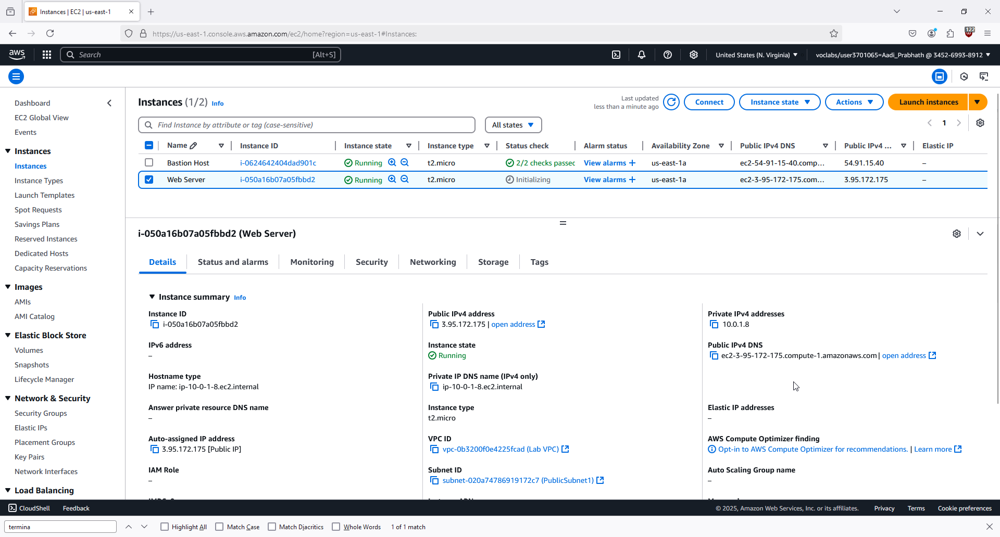 Instances | EC2 | us-east-1
https://us-east-1.console.aws.amazon.com/ec2/home?region=us-east-1#Instances:
122
aws
Search [Alt+S]
United States (N. Virginia)
voclabs/user3701065=Aadi_Prabhath @ 3452-6993-8912
Dashboard
EC2 Global View
Events
Instances
Instances
Instance Types
Launch Templates
Spot Requests
Savings Plans
Reserved Instances
Dedicated Hosts
Capacity Reservations
Images
AMIs
AMI Catalog
Elastic Block Store
Volumes
Snapshots
Lifecycle Manager
Network & Security
Security Groups
Elastic IPs
Placement Groups
Key Pairs
Network Interfaces
Load Balancing
Instances (1/2) Info
Last updated
less than a minute ago
Connect
Instance state
Actions
Launch instances
Find Instance by attribute or tag (case-sensitive)
All states
1
Name Instance ID Instance state Instance type Status check Alarm status Availability Zone Public IPv4 DNS Public IPv4 ... Elastic IP
Bastion Host i-0624642404dad901c Running t2.micro 2/2 checks passec View alarms + us-east-1a ec2-54-91-15-40.comp... 54.91.15.40 –
Web Server i-050a16b07a05fbbd2 Running t2.micro Initializing View alarms + us-east-1a ec2-3-95-172-175.com... 3.95.172.175 –
i-050a16b07a05fbbd2 (Web Server)
Details Status and alarms Monitoring Security Networking Storage Tags
Instance summary Info
Instance ID
i-050a16b07a05fbbd2
Public IPv4 address
3.95.172.175 | open address
Private IPv4 addresses
10.0.1.8
IPv6 address
–
Instance state
Running
Public IPv4 DNS
ec2-3-95-172-175.compute-1.amazonaws.com | open address
Hostname type
IP name: ip-10-0-1-8.ec2.internal
Private IP DNS name (IPv4 only)
ip-10-0-1-8.ec2.internal
Answer private resource DNS name
–
Instance type
t2.micro
Elastic IP addresses
–
Auto-assigned IP address
3.95.172.175 [Public IP]
VPC ID
vpc-0b3200f0e4225fcad (Lab VPC)
AWS Compute Optimizer finding
Opt-in to AWS Compute Optimizer for recommendations. | Learn more
IAM Role
–
Subnet ID
subnet-020a74786919172c7 (PublicSubnet1)
Auto Scaling Group name
–
CloudShell Feedback
© 2025, Amazon Web Services, Inc. or its affiliates. Privacy Terms Cookie preferences
termina
Highlight All Match Case Match Diacritics Whole Words 1 of 1 match